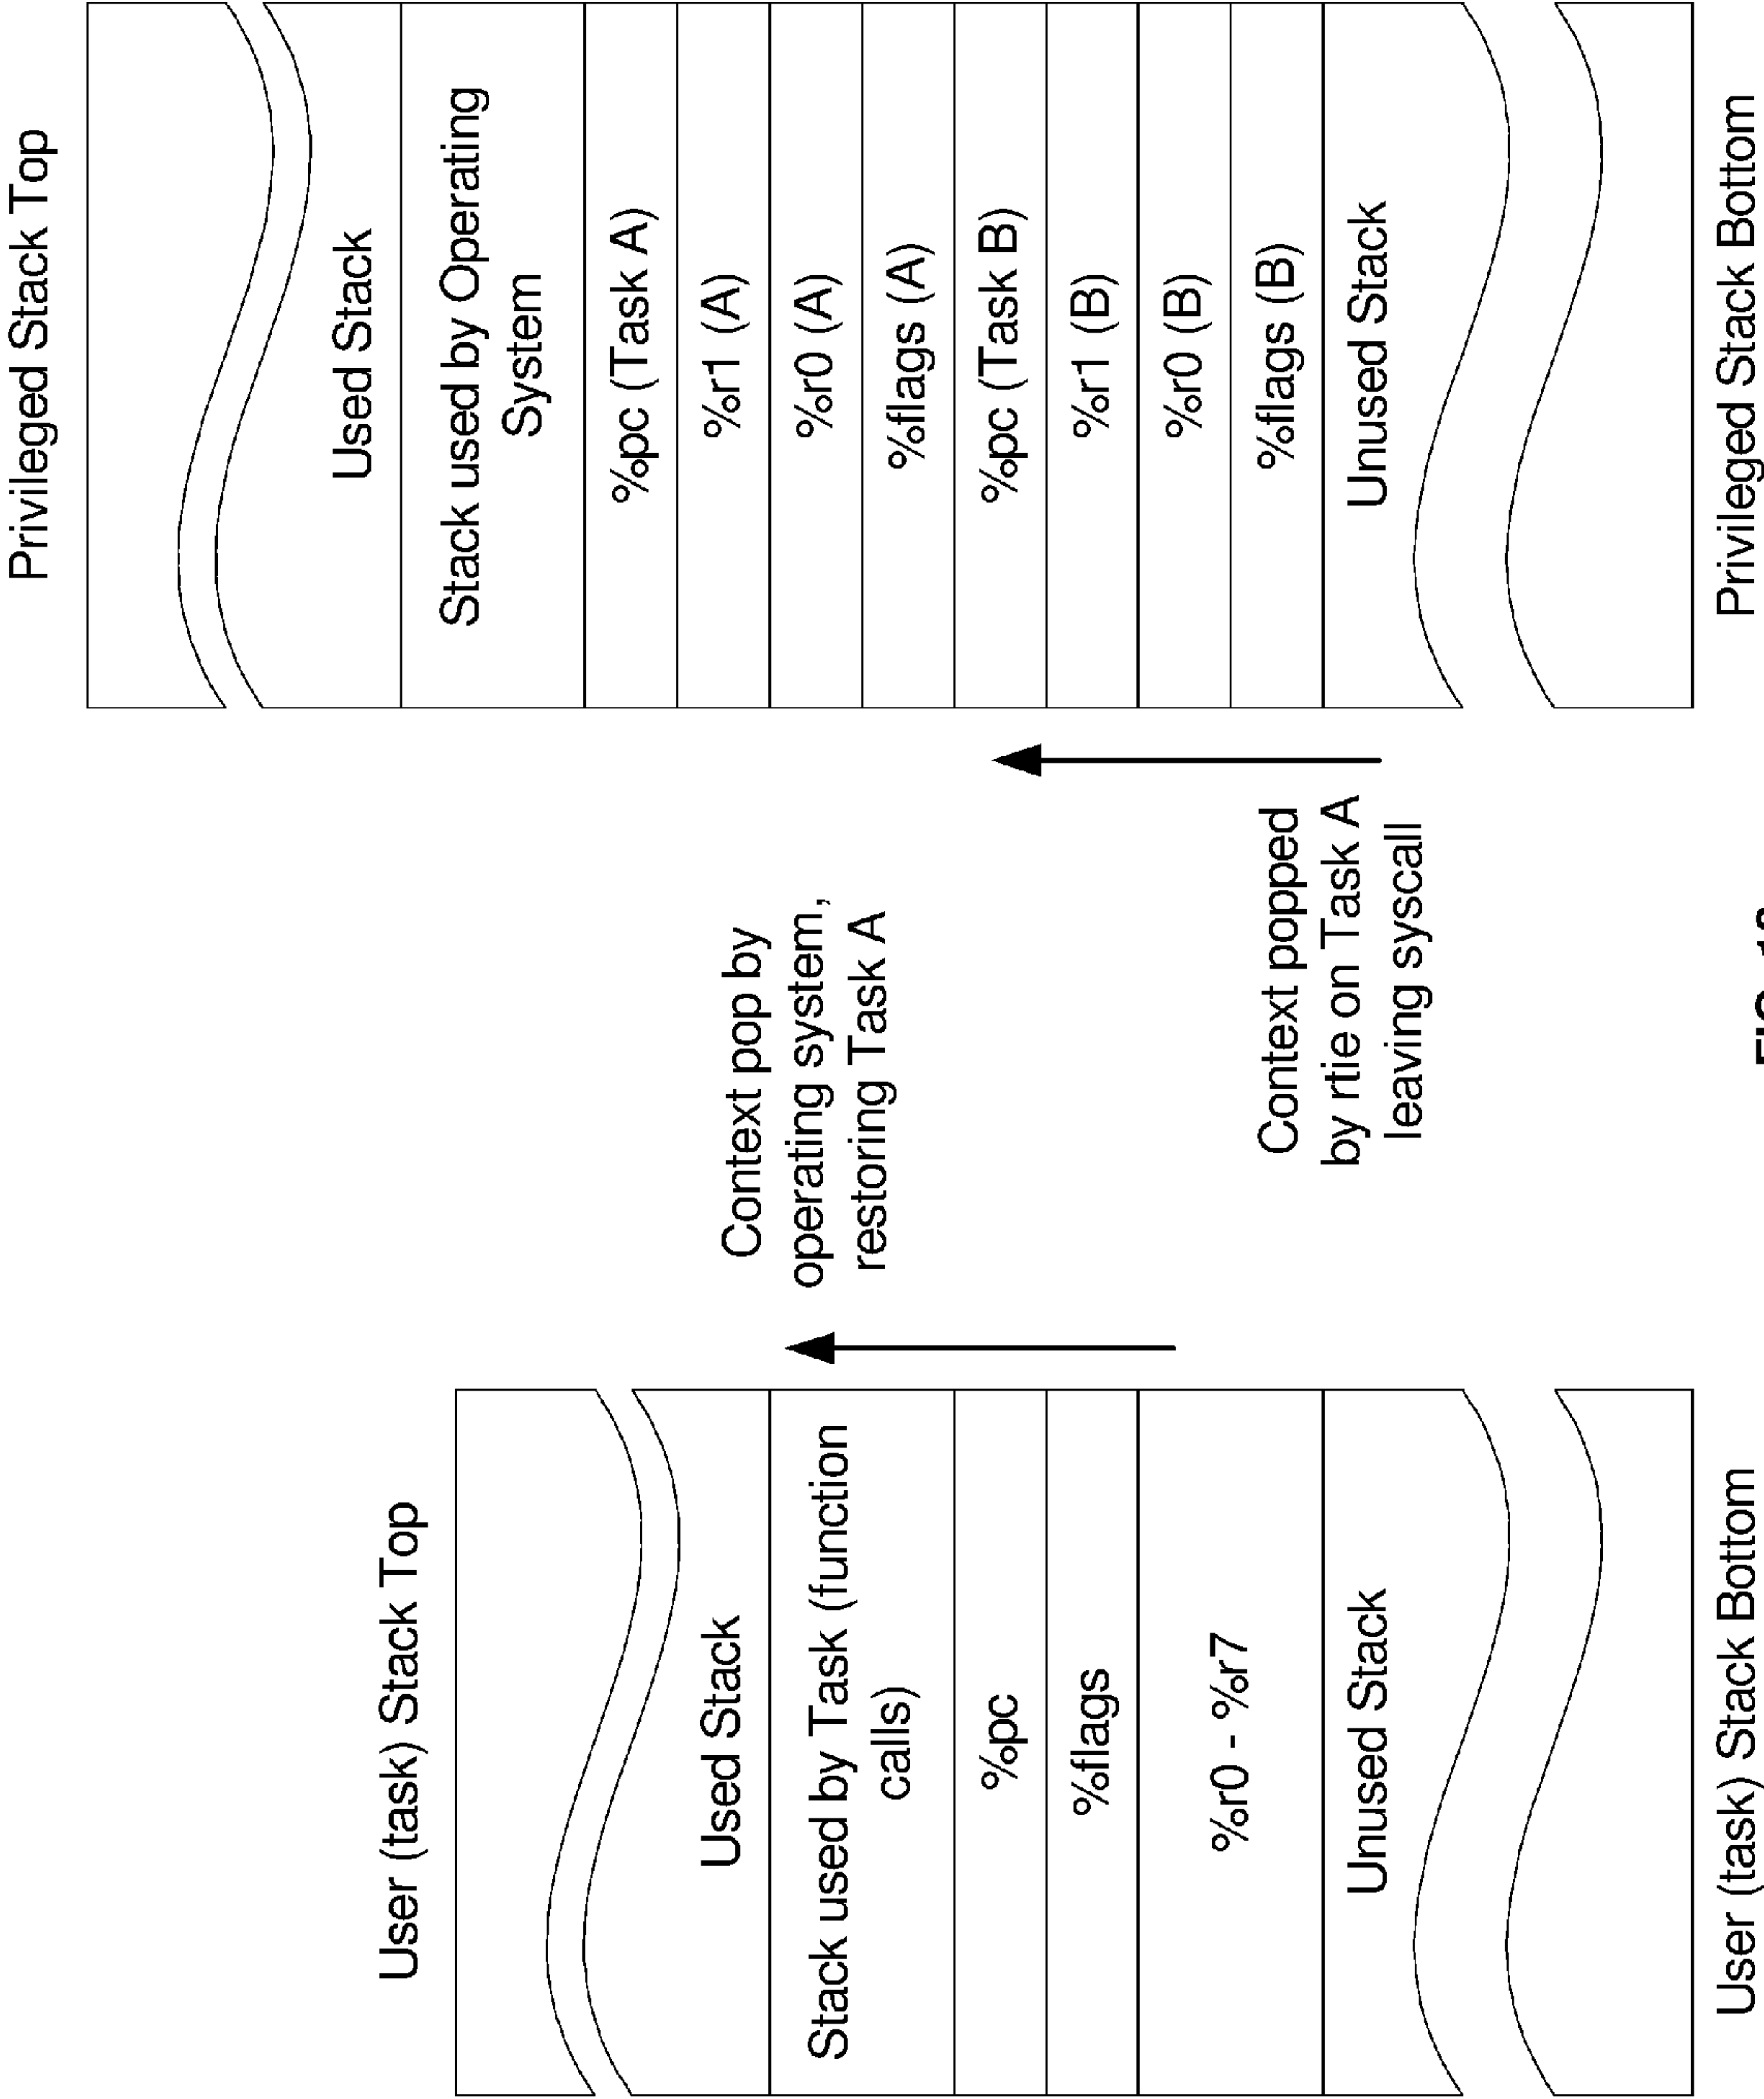 User (task) Stack Top
Used Stack
Stack used by Task (function
calls)
%pc
%flags
%r0 - %r7
Unused Stack
User (task) Stack Bottom
Context pop by
operating system,
restoring Task A
Context popped
by rtie on Task A
leaving syscall
Privileged Stack Top
Used Stack
Stack used by Operating
System
%pc (Task A)
%r1 (A)
%r0 (A)
%flags (A)
%pc (Task B)
%r1 (B)
%r0 (B)
%flags (B)
Unused Stack
Privileged Stack Bottom
FIG.